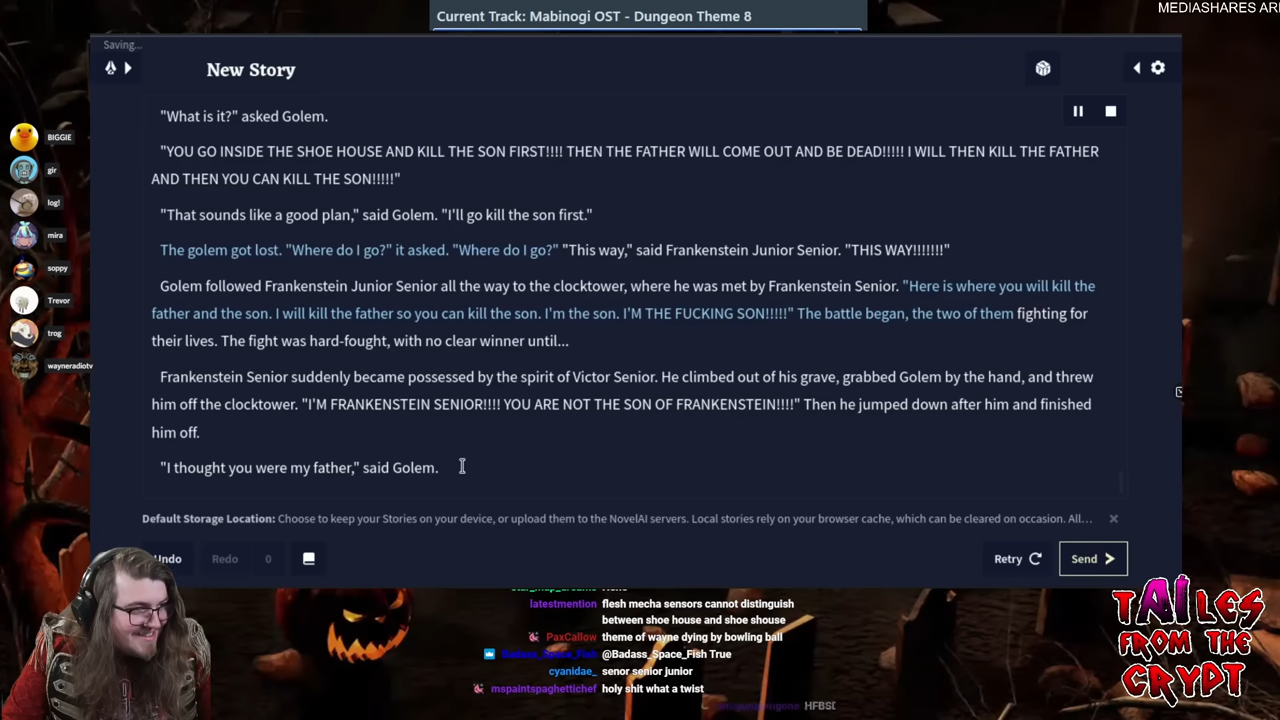 Current Track: Mabinogi OST - Dungeon Theme 8
MEDIASHARES AR
Saving...
New Story
"What is it?" asked Golem.
"YOU GO INSIDE THE SHOE HOUSE AND KILL THE SON FIRST!!!! THEN THE FATHER WILL COME OUT AND BE DEAD!!!!! I WILL THEN KILL THE FATHER
AND THEN YOU CAN KILL THE SON!!!!!"
"That sounds like a good plan," said Golem. "I'll go kill the son first."
The golem got lost. "Where do I go?" it asked. "Where do I go?" "This way," said Frankenstein Junior Senior. "THIS WAY!!!!!!!"
Golem followed Frankenstein Junior Senior all the way to the clocktower, where he was met by Frankenstein Senior. "Here is where you will kill the
father and the son. I will kill the father so you can kill the son. I'm the son. I'M THE FUCKING SON!!!!!" The battle began, the two of them fighting for
their lives. The fight was hard-fought, with no clear winner until...
Frankenstein Senior suddenly became possessed by the spirit of Victor Senior. He climbed out of his grave, grabbed Golem by the hand, and threw
him off the clocktower. "I'M FRANKENSTEIN SENIOR!!!! YOU ARE NOT THE SON OF FRANKENSTEIN!!!!" Then he jumped down after him and finished
him off.
"I thought you were my father," said Golem.
Default Storage Location: Choose to keep your Stories on your device, or upload them to the NovelAI servers. Local stories rely on your browser cache, which can be cleared on occasion. All...
Undo
Redo
0
Retry
Send
BIGGIE
gir
log!
mira
soppy
Trevor
trog
wayneradiotv
latestmention flesh mecha sensors cannot distinguish
between shoe house and shoe shouse
PaxCallow theme of wayne dying by bowling ball
Badass_Space_Fish @Badass_Space_Fish True
cyanidae_ senor senior junior
mspaintspaghettichef holy shit what a twist
HFBS(
TAILES
FROM THE
CRYPT